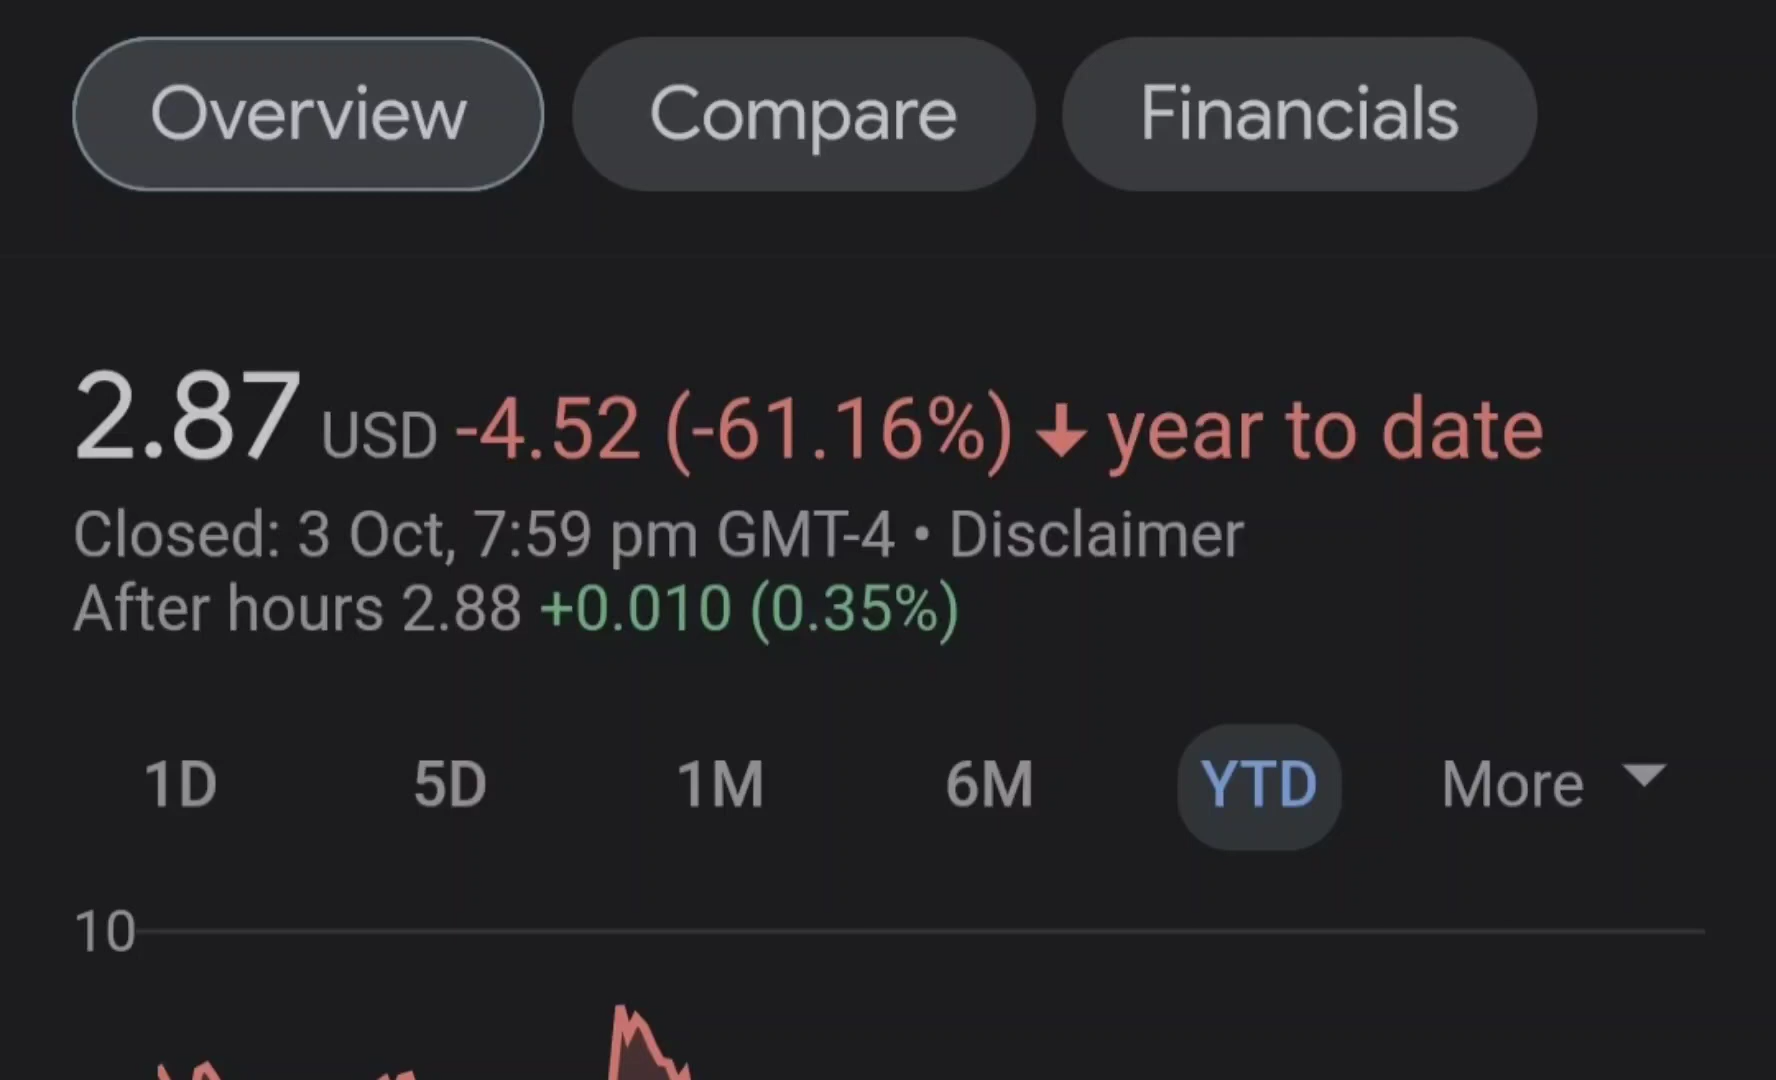 Overview Compare Financials
2.87 USD -4.52 (-61.16%) ↓ year to date
Closed: 3 Oct, 7:59 pm GMT-4 • Disclaimer
After hours 2.88 +0.010 (0.35%)
1D 5D 1M 6M YTD More
10